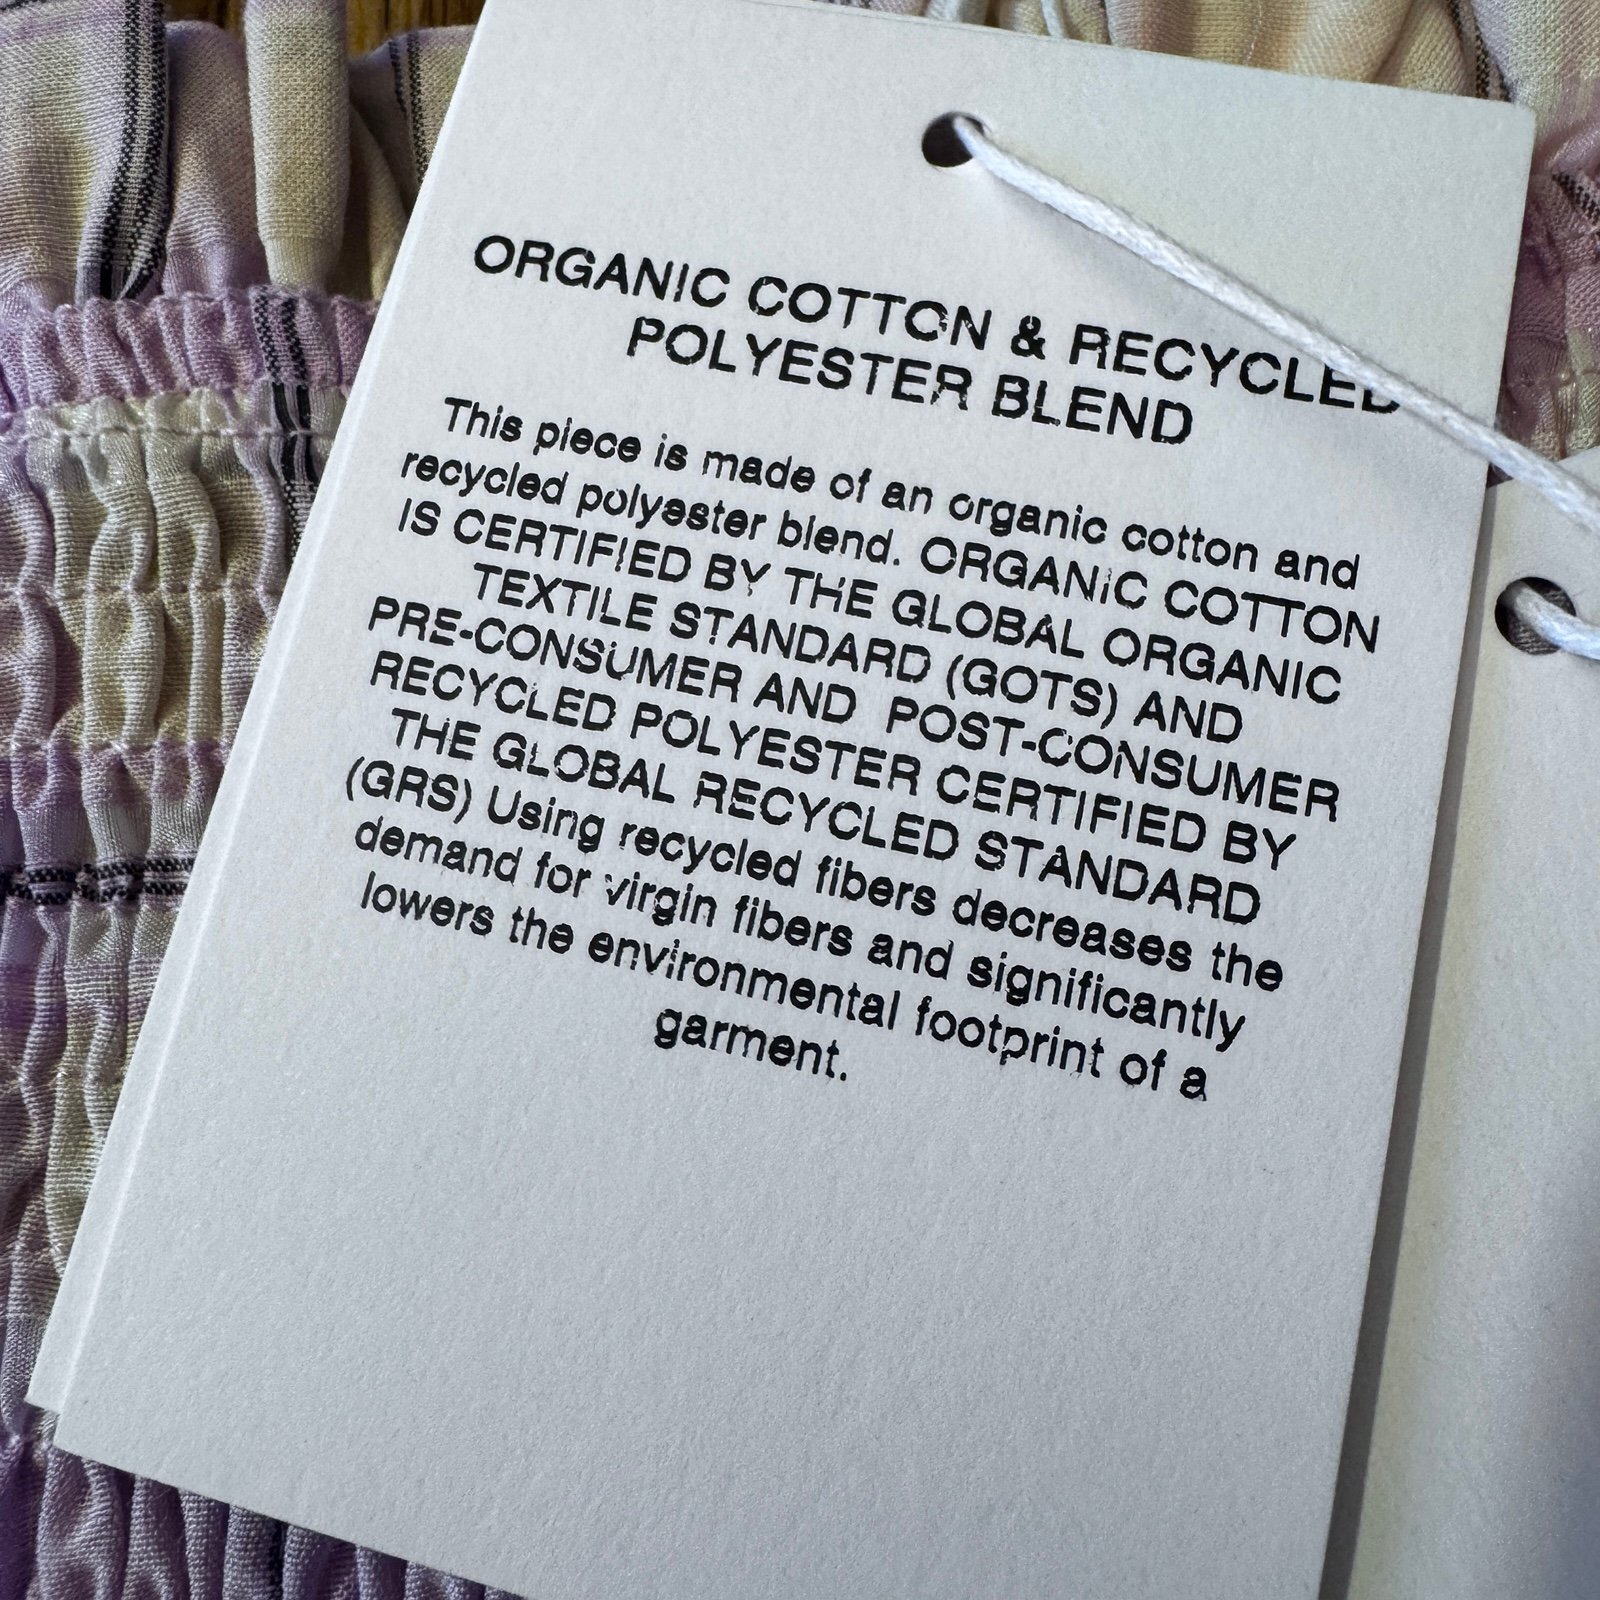 ORGANIC COTTON & RECYCLED
POLYESTER BLEND
This piece is made of an organic cotton and
recycled polyester blend. ORGANIC COTTON
IS CERTIFIED BY THE GLOBAL ORGANIC
TEXTILE STANDARD (GOTS) AND
PRE-CONSUMER AND POST-CONSUMER
RECYCLED POLYESTER CERTIFIED BY
THE GLOBAL RECYCLED STANDARD
(GRS) Using recycled fibers decreases the
demand for virgin fibers and significantly
lowers the environmental footprint of a
garment.